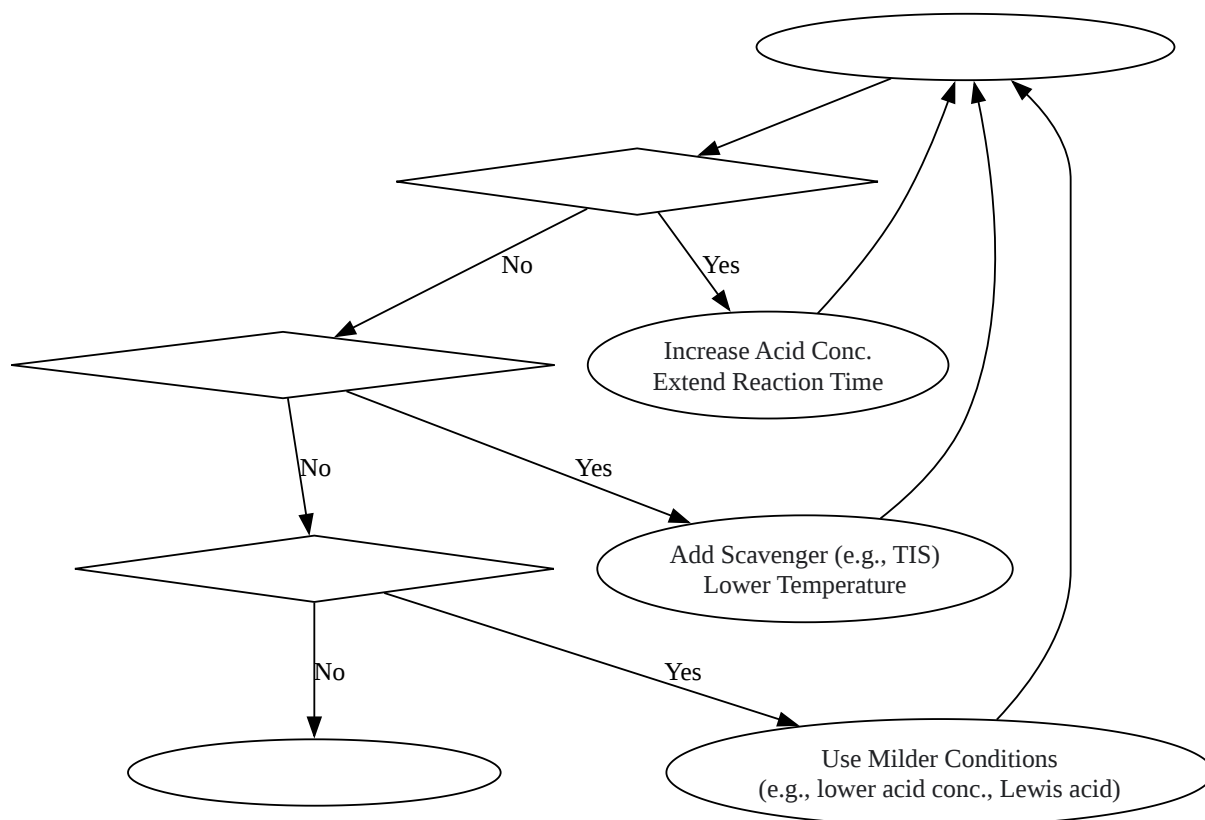 No
Yes
Increase Acid Conc.
Extend Reaction Time
No
Yes
Add Scavenger (e.g., TIS)
Lower Temperature
No
Yes
Use Milder Conditions
(e.g., lower acid conc., Lewis acid)